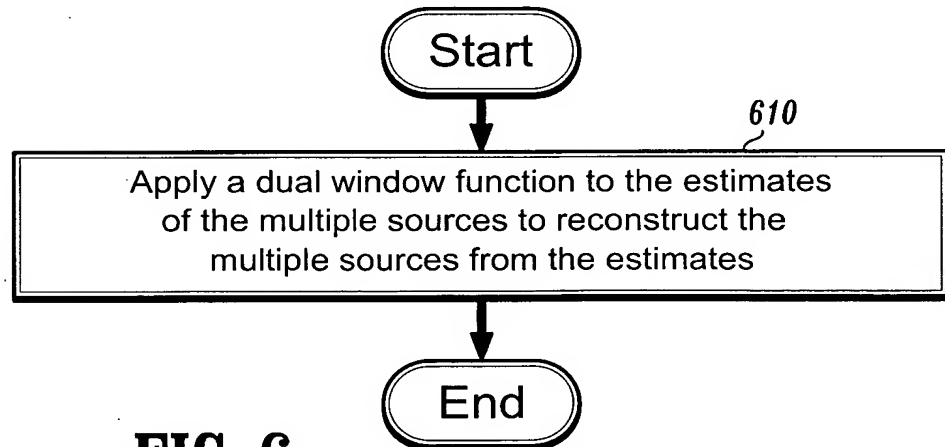 Start
610
Apply a dual window function to the estimates
of the multiple sources to reconstruct the
multiple sources from the estimates
End
FIG. 6